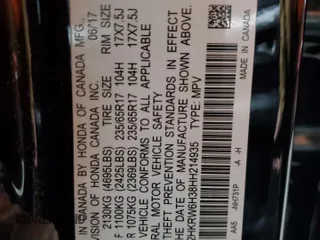 IN CANADA BY HONDA OF CANADA MFG.
VISION OF HONDA CANADA INC. 06/17
TIRE SIZE RIM SIZE
2130KG (4695LBS)
F 1100KG (2425LBS) 235/65R17 104H 17X7.5J
R 1075KG (2369LBS) 235/65R17 104H 17X7.5J
VEHICLE CONFORMS TO ALL APPLICABLE
RAL MOTOR VEHICLE SAFETY
THEFT PREVENTION STANDARDS IN EFFECT
DATE OF MANUFACTURE SHOWN ABOVE.
2HKRW6H38HH214935 TYPE: MPV
-A -H
AA5 MADE IN CANADA